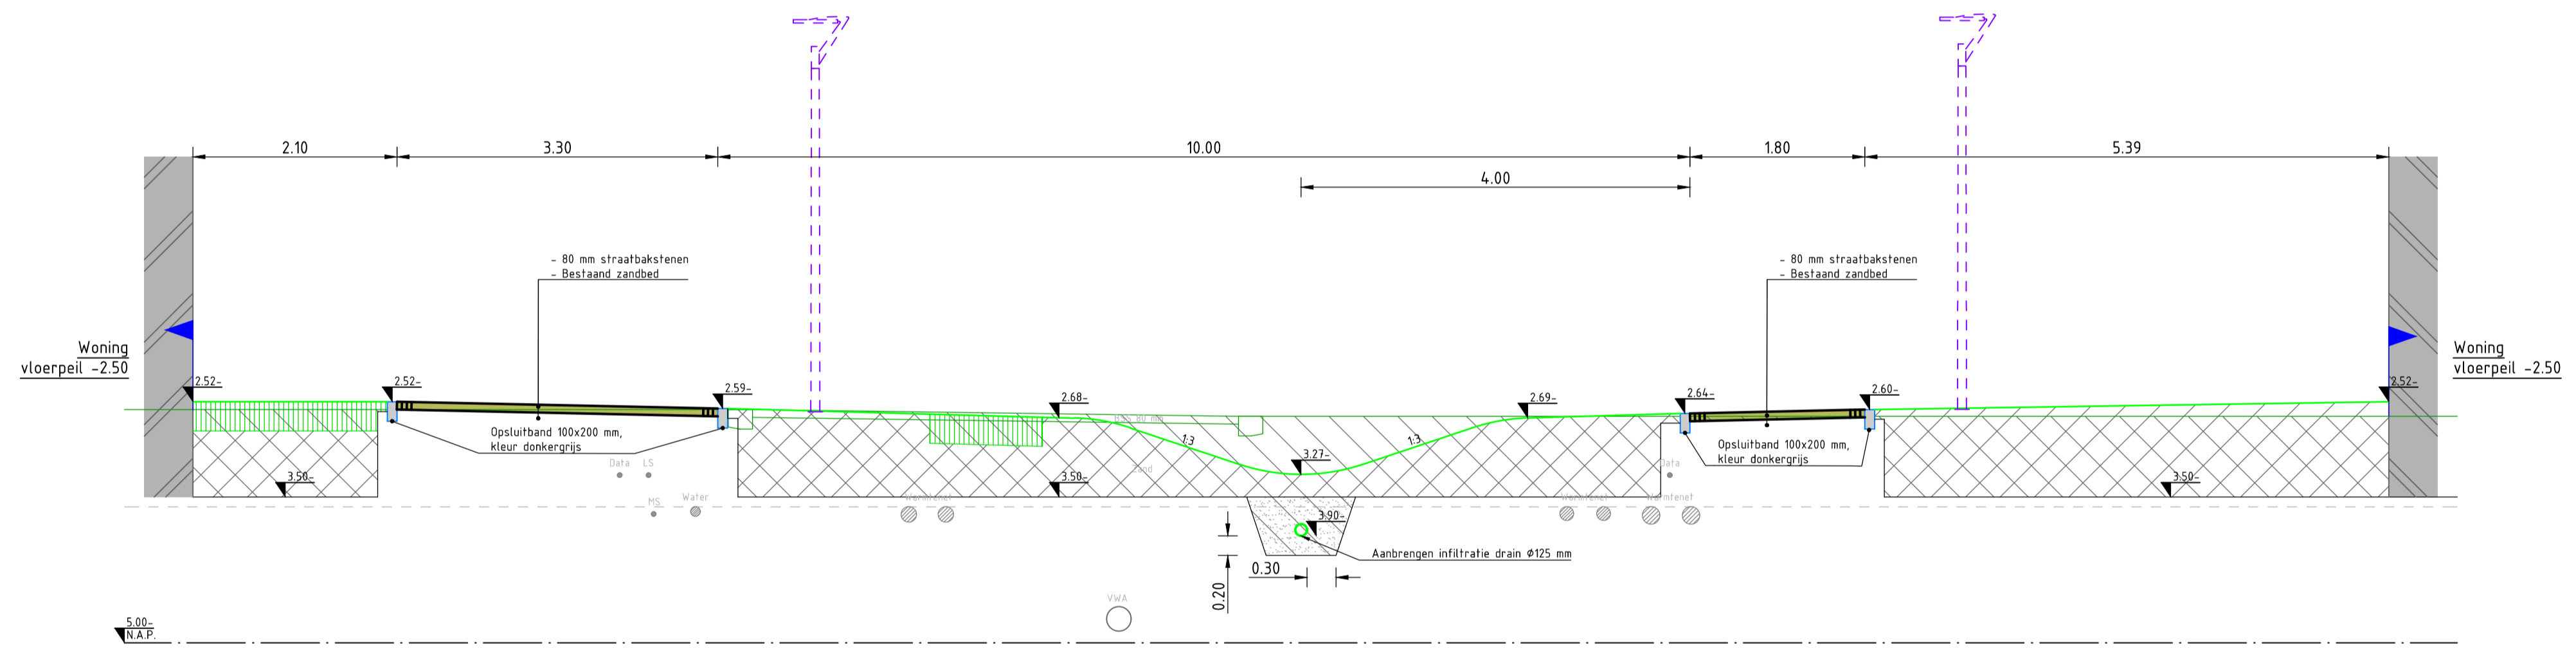 2.10
3.30
10.00
1.80
5.39
4.00
- 80 mm straatbakstenen
- Bestaand zandbed
- 80 mm straatbakstenen
- Bestaand zandbed
Woning
vloerpeil -2.50
Woning
vloerpeil -2.50
2.52-
2.52-
2.59-
2.68-
2.69-
2.64-
2.60-
2.52-
Opsluitband 100x200 mm,
kleur donkergrijs
1:3
1:3
Opsluitband 100x200 mm,
kleur donkergrijs
3.27-
Data
LS
Zand
Data
3.50-
3.50-
3.50-
MS
Water
Warmtenet
Warmtenet
Warmtenet
3.90-
Aanbrengen infiltratie drain Ø125 mm
0.30
0.20
VWA
5.00-
N.A.P.